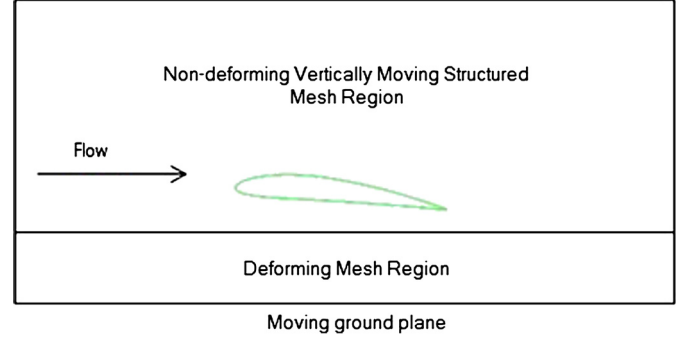 Non-deforming Vertically Moving Structured
Mesh Region
Flow
Deforming Mesh Region
Moving ground plane